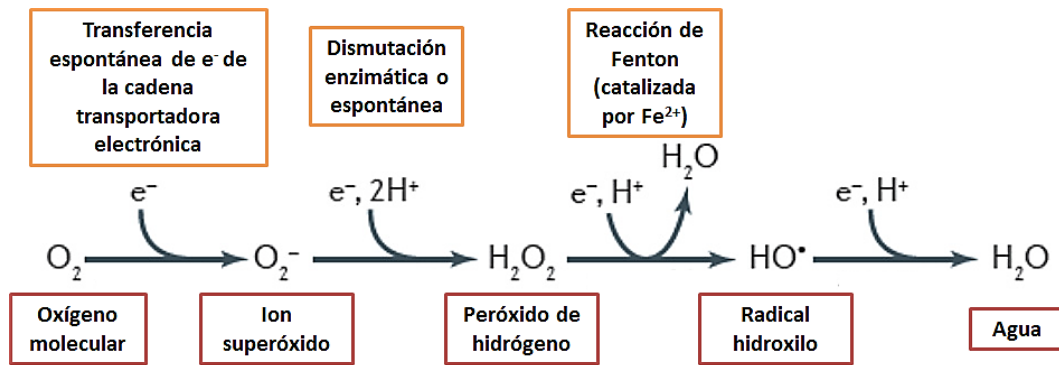 Transferencia
espontánea de e⁻ de
la cadena
transportadora
electrónica
Dismutación
enzimática o
espontánea
Reacción de
Fenton
(catalizada
por Fe²⁺)
H₂O
e⁻
e⁻, 2H⁺
e⁻, H⁺
e⁻, H⁺
O₂
O₂⁻
H₂O₂
HO•
H₂O
Oxígeno
molecular
Ion
superóxido
Peróxido de
hidrógeno
Radical
hidroxilo
Agua